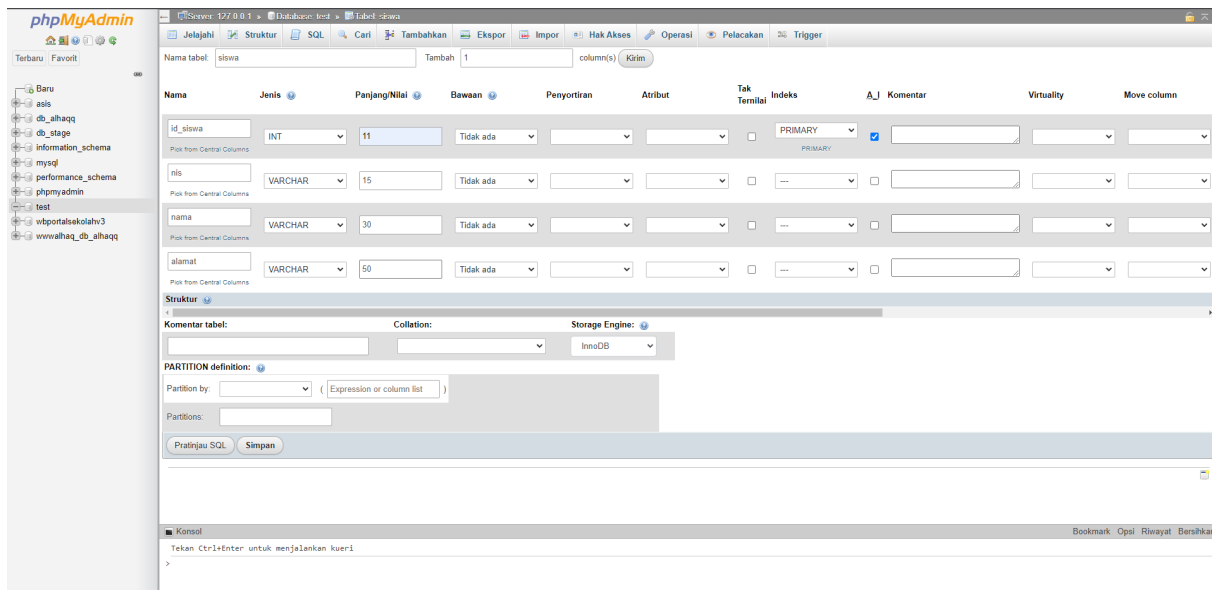 phpMyAdmin
Terbaru Favorit
Baru
asis
db_alhaqq
db_stage
information_schema
mysql
performance_schema
phpmyadmin
test
wbportalsekolahv3
wwwalhaq_db_alhaqq
Server: 127.0.0.1 » Database: test » Tabel: siswa
Jelajahi Struktur SQL Cari Tambahkan Ekspor Impor Hak Akses Operasi Pelacakan Trigger
Nama tabel: siswa Tambah 1 column(s) Kirim
Nama Jenis Panjang/Nilai Bawaan Penyortiran Atribut Tak Ternilai Indeks A_I Komentar Virtuality Move column
id_siswa INT 11 Tidak ada PRIMARY
Pick from Central Columns PRIMARY
nis VARCHAR 15 Tidak ada ---
Pick from Central Columns
nama VARCHAR 30 Tidak ada ---
Pick from Central Columns
alamat VARCHAR 50 Tidak ada ---
Pick from Central Columns
Struktur
Komentar tabel: Collation: Storage Engine:
InnoDB
PARTITION definition:
Partition by: ( Expression or column list )
Partitions:
Pratinjau SQL Simpan
Konsol Bookmark Opsi Riwayat Bersihkan
Tekan Ctrl+Enter untuk menjalankan kueri
>